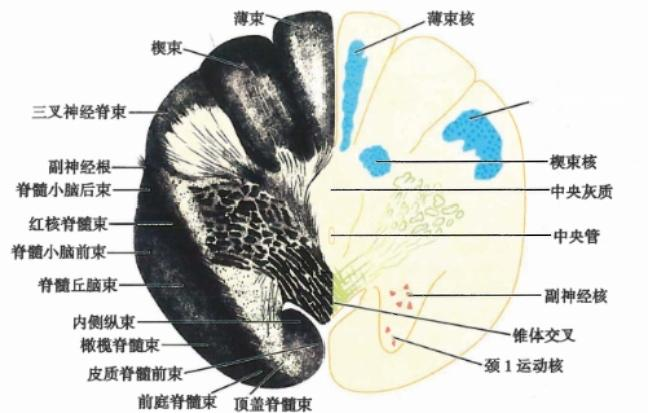 薄束
楔束
三叉神经脊束
副神经根
脊髓小脑后束
红核脊髓束
脊髓小脑前束
脊髓丘脑束
内侧纵束
橄榄脊髓束
皮质脊髓前束
前庭脊髓束
顶盖脊髓束
薄束核
楔束核
中央灰质
中央管
副神经核
锥体交叉
颈1运动核